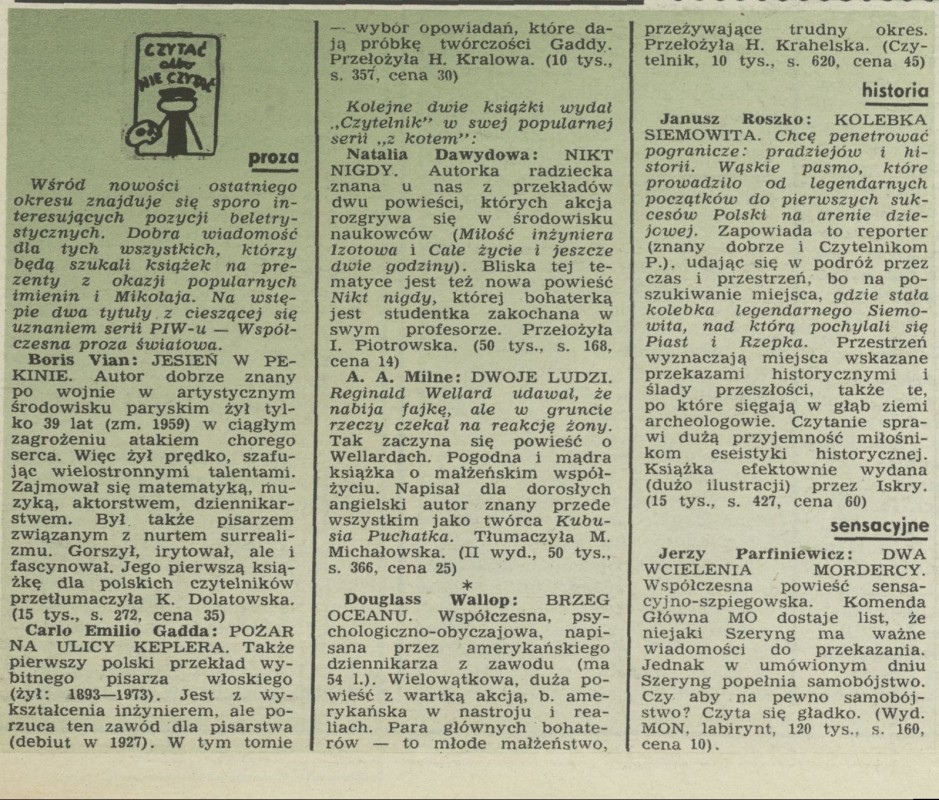 CZYTAĆ
albo
NIE CZYTAĆ
proza
Wśród nowości ostatniego
okresu znajduje się sporo in-
teresujących pozycji beletry-
stycznych. Dobra wiadomość
dla tych wszystkich, którzy
będą szukali książek na pre-
zenty z okazji popularnych
imienin i Mikołaja. Na wstę-
pie dwa tytuły z cieszącej się
uznaniem serii PIW-u — Współ-
czesna proza światowa.
Boris Vian: JESIEŃ W PE-
KINIE. Autor dobrze znany
po wojnie w artystycznym
środowisku paryskim żył tyl-
ko 39 lat (zm. 1959) w ciągłym
zagrożeniu atakiem chorego
serca. Więc żył prędko, szafu-
jąc wielostronnymi talentami.
Zajmował się matematyką, mu-
zyką, aktorstwem, dziennikar-
stwem. Był także pisarzem
związanym z nurtem surreali-
zmu. Gorszył, irytował, ale i
fascynował. Jego pierwszą ksią-
żkę dla polskich czytelników
przetłumaczyła K. Dolatowska.
(15 tys., s. 272, cena 35)
Carlo Emilio Gadda: POŻAR
NA ULICY KEPLERA. Także
pierwszy polski przekład wy-
bitnego pisarza włoskiego
(żył: 1893—1973). Jest z wy-
kształcenia inżynierem, ale po-
rzuca ten zawód dla pisarstwa
(debiut w 1927). W tym tomie
— wybór opowiadań, które da-
ją próbkę twórczości Gaddy.
Przełożyła H. Kralowa. (10 tys.,
s. 357, cena 30)
Kolejne dwie książki wydał
„Czytelnik" w swej popularnej
serii „z kotem":
Natalia Dawydowa: NIKT
NIGDY. Autorka radziecka
znana u nas z przekładów
dwu powieści, których akcja
rozgrywa się w środowisku
naukowców (Miłość inżyniera
Izotowa i Całe życie i jeszcze
dwie godziny). Bliska tej te-
matyce jest też nowa powieść
Nikt nigdy, której bohaterką
jest studentka zakochana w
swym profesorze. Przełożyła
I. Piotrowska. (50 tys., s. 168,
cena 14)
A. A. Milne: DWOJE LUDZI.
Reginald Wellard udawał, że
nabija fajkę, ale w gruncie
rzeczy czekał na reakcję żony.
Tak zaczyna się powieść o
Wellardach. Pogodna i mądra
książka o małżeńskim współ-
życiu. Napisał dla dorosłych
angielski autor znany przede
wszystkim jako twórca Kubu-
sia Puchatka. Tłumaczyła M.
Michałowska. (II wyd., 50 tys.,
s. 366, cena 25)
*
Douglass Wallop: BRZEG
OCEANU. Współczesna, psy-
chologiczno-obyczajowa, napi-
sana przez amerykańskiego
dziennikarza z zawodu (ma
54 l.). Wielowątkowa, duża po-
wieść z wartką akcją, b. ame-
rykańska w nastroju i rea-
liach. Para głównych bohate-
rów — to młode małżeństwo,
przeżywające trudny okres.
Przełożyła H. Krahelska. (Czy-
telnik, 10 tys., s. 620, cena 45)
historia
Janusz Roszko: KOLEBKA
SIEMOWITA. Chcę penetrować
pogranicze: pradziejów i hi-
storii. Wąskie pasmo, które
prowadziło od legendarnych
początków do pierwszych suk-
cesów Polski na arenie dzie-
jowej. Zapowiada to reporter
(znany dobrze i Czytelnikom
P.), udając się w podróż przez
czas i przestrzeń, bo na po-
szukiwanie miejsca, gdzie stała
kolebka legendarnego Siemo-
wita, nad którą pochylali się
Piast i Rzepka. Przestrzeń
wyznaczają miejsca wskazane
przekazami historycznymi i
ślady przeszłości, także te,
po które sięgają w głąb ziemi
archeologowie. Czytanie spra-
wi dużą przyjemność miłośni-
kom eseistyki historycznej.
Książka efektownie wydana
(dużo ilustracji) przez Iskry.
(15 tys., s. 427, cena 60)
sensacyjne
Jerzy Parfiniewicz: DWA
WCIELENIA MORDERCY.
Współczesna powieść sensa-
cyjno-szpiegowska. Komenda
Główna MO dostaje list, że
niejaki Szeryng ma ważne
wiadomości do przekazania.
Jednak w umówionym dniu
Szeryng popełnia samobójstwo.
Czy aby na pewno samobój-
stwo? Czyta się gładko. (Wyd.
MON, labirynt, 120 tys., s. 160,
cena 10).